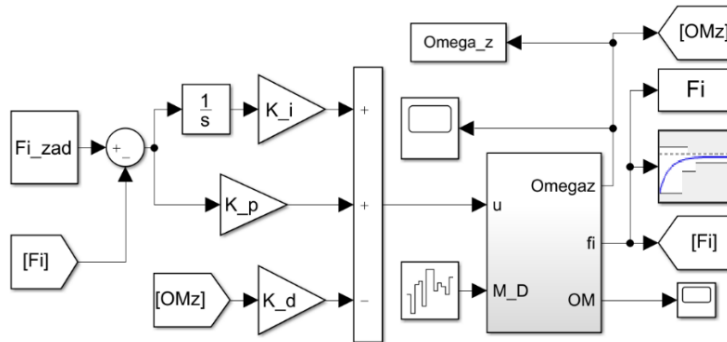 Omega_z
[OMz]
Fi
1
s
K_i
+
Fi_zad
+
−
Omegaz
K_p
+
u
fi
[Fi]
[Fi]
[OMz]
K_d
−
M_D
OM